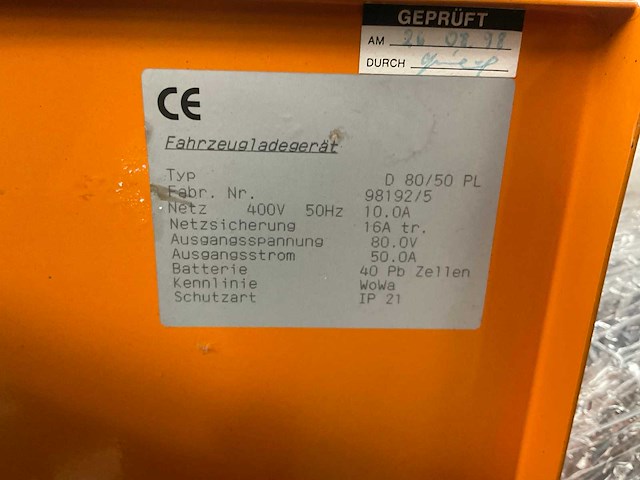 GEPRÜFT
AM 26 08.98
DURCH
CE
Fahrzeugladegerät
Typ D 80/50 PL
Fabr. Nr. 98192/5
Netz 400V 50Hz 10.0A
Netzsicherung 16A tr.
Ausgangsspannung 80.0V
Ausgangsstrom 50.0A
Batterie 40 Pb Zellen
Kennlinie WoWa
Schutzart IP 21